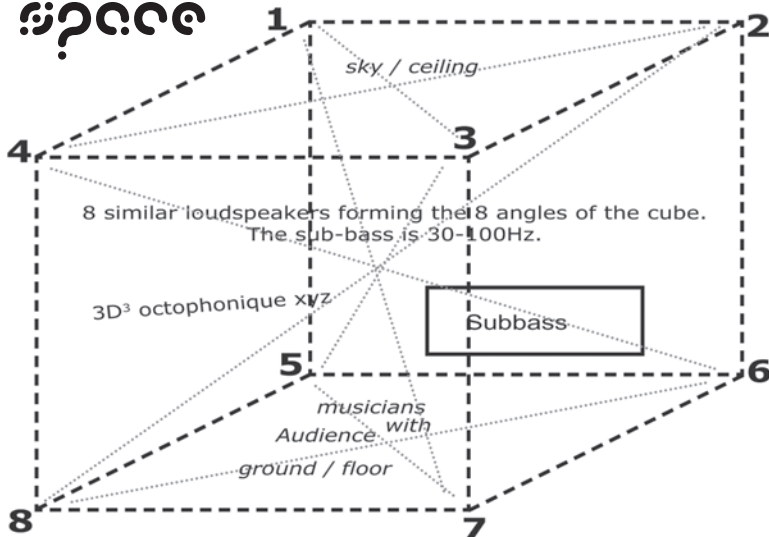 space
1
2
sky / ceiling
4
3
8 similar loudspeakers forming the 8 angles of the cube.
The sub-bass is 30-100Hz.
3D³ octophonique xyz
Subbass
5
6
musicians
with
Audience
ground / floor
8
7